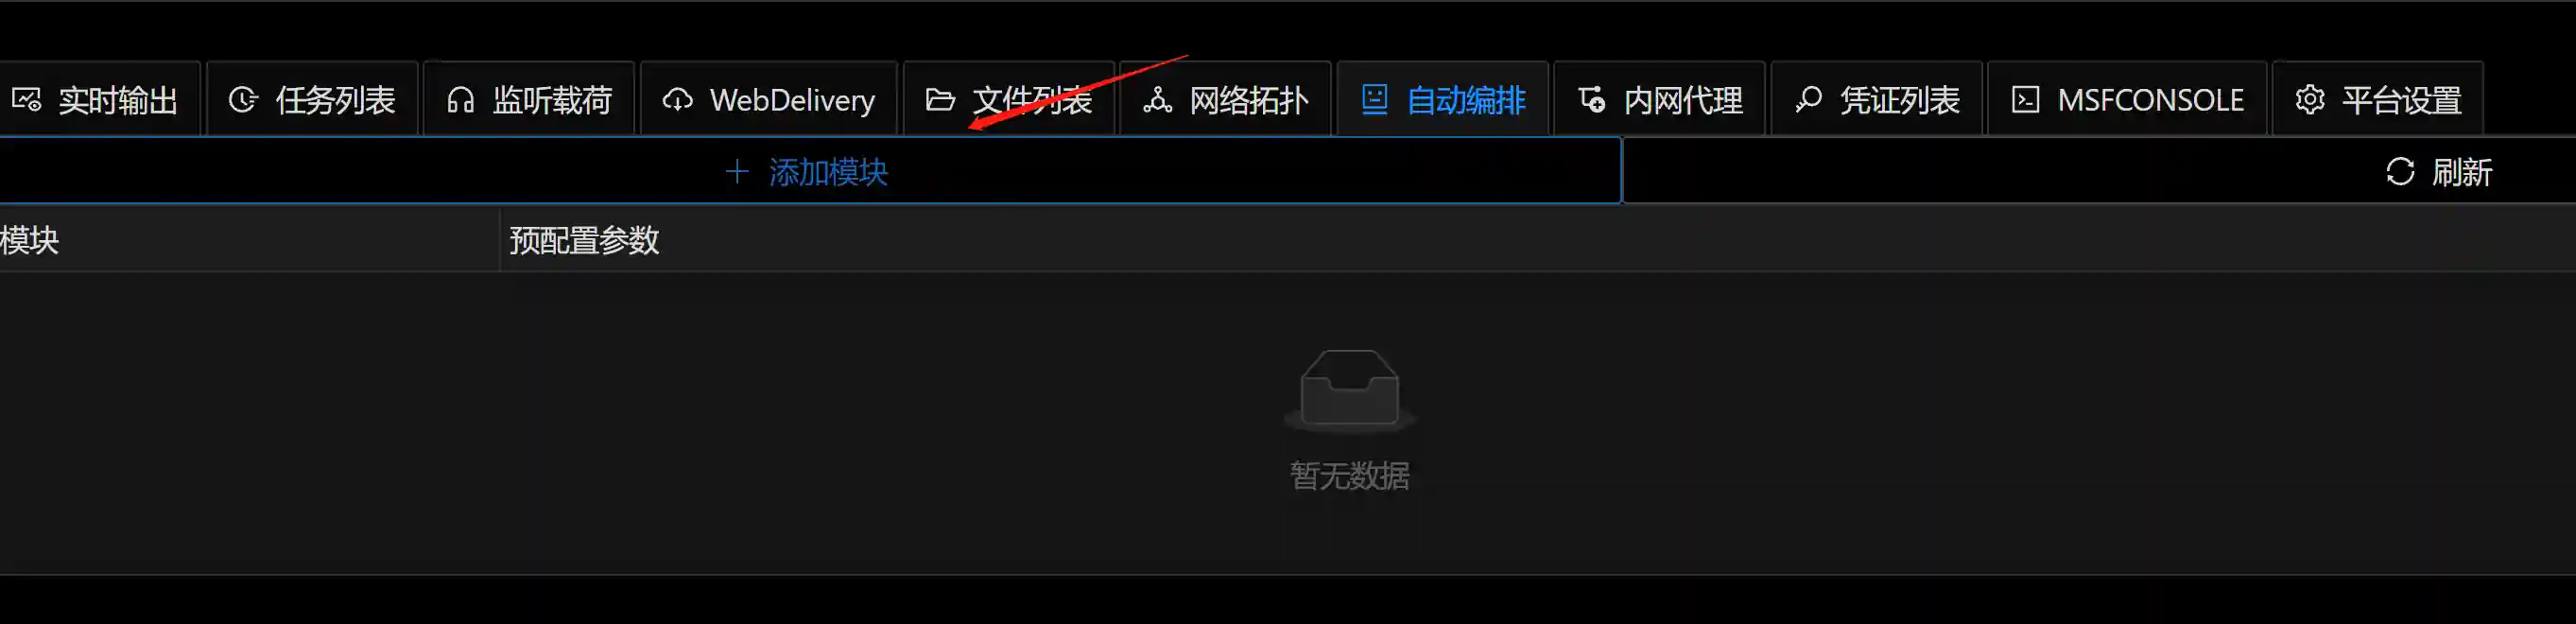 实时输出 任务列表 监听载荷 WebDelivery 文件列表 网络拓扑 自动编排 内网代理 凭证列表 MSFCONSOLE 平台设置
添加模块 刷新
模块 预配置参数
暂无数据